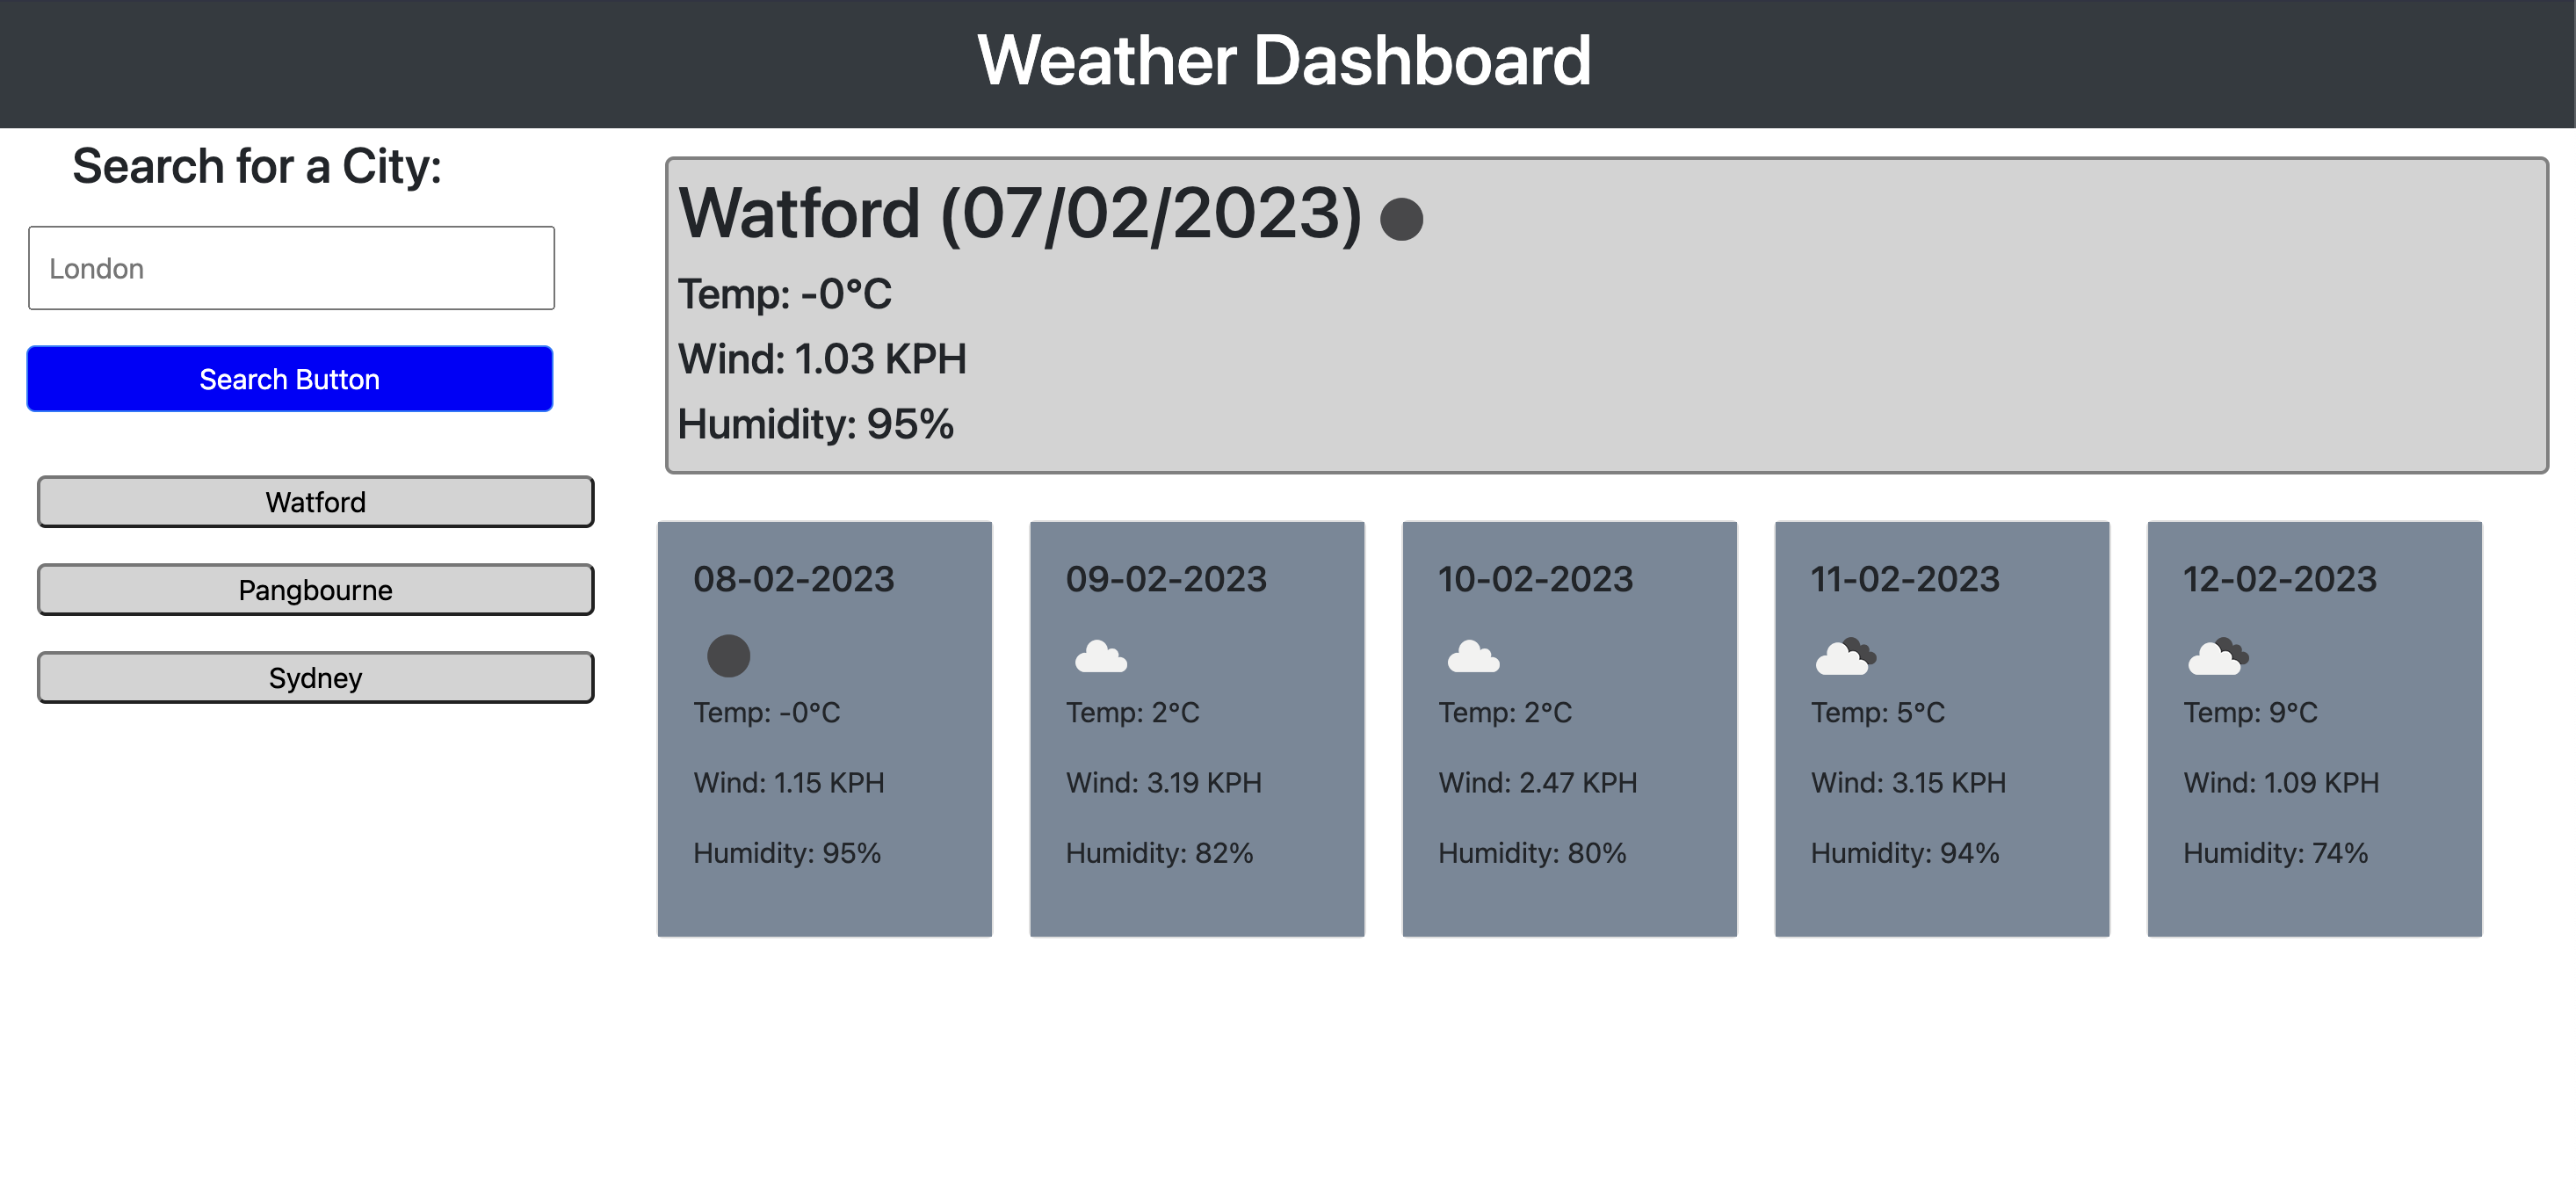 Weather Dashboard
Search for a City:
London
Search Button
Watford
Pangbourne
Sydney
Watford (07/02/2023)
Temp: -0°C
Wind: 1.03 KPH
Humidity: 95%
08-02-2023
Temp: -0°C
Wind: 1.15 KPH
Humidity: 95%
09-02-2023
Temp: 2°C
Wind: 3.19 KPH
Humidity: 82%
10-02-2023
Temp: 2°C
Wind: 2.47 KPH
Humidity: 80%
11-02-2023
Temp: 5°C
Wind: 3.15 KPH
Humidity: 94%
12-02-2023
Temp: 9°C
Wind: 1.09 KPH
Humidity: 74%